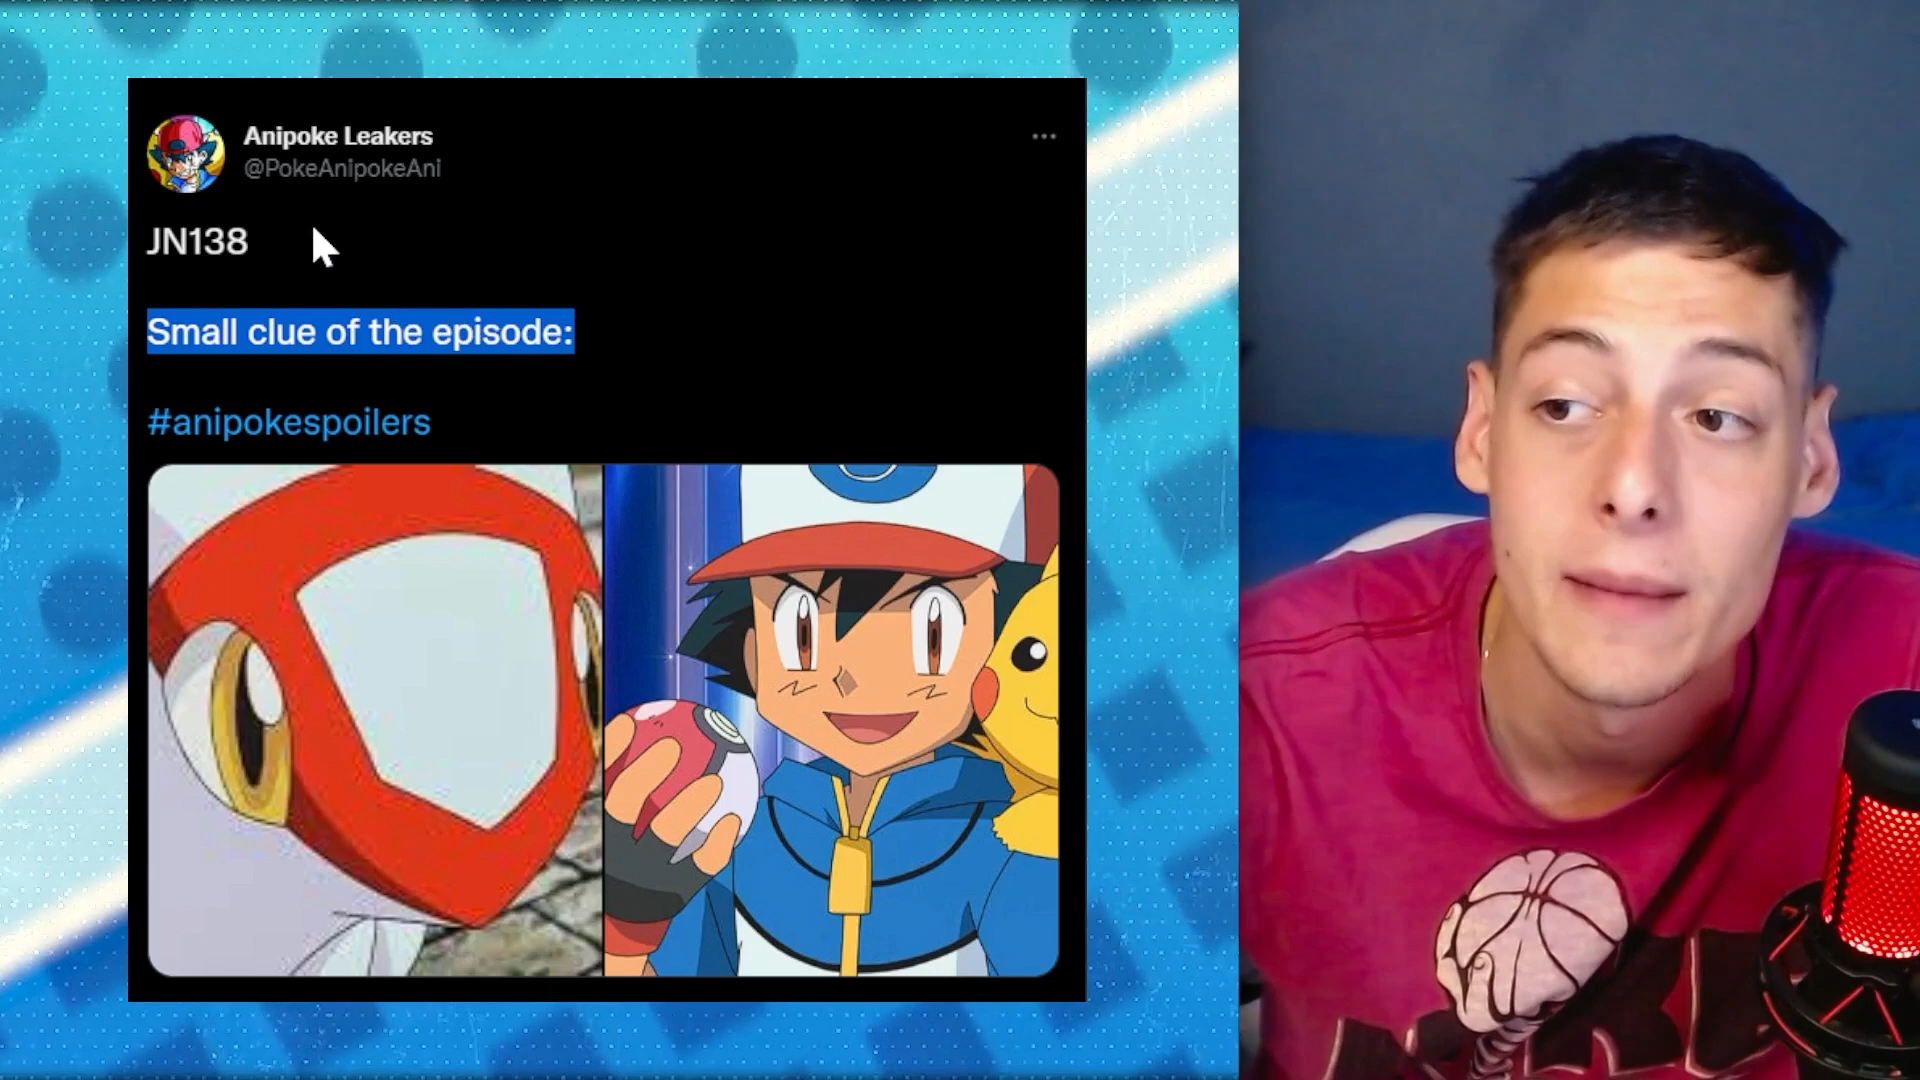 Anipoke Leakers
@PokeAnipokeAni
JN138
Small clue of the episode:
#anipokespoilers